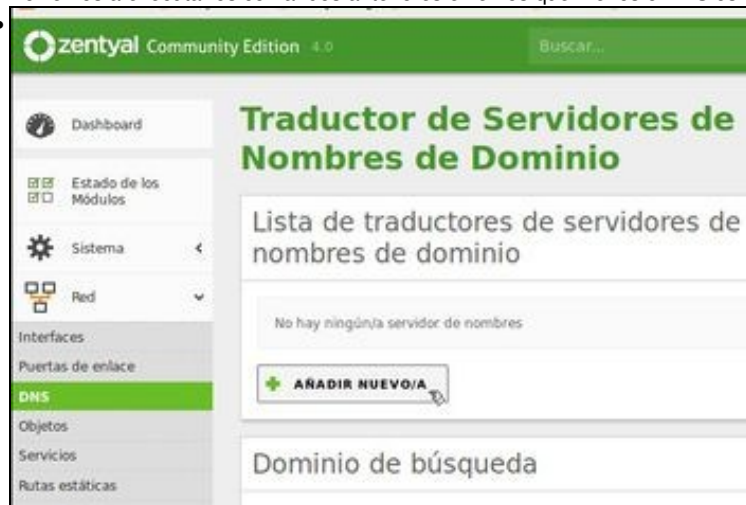 zentyal Community Edition 4.0
Buscar...
Dashboard
Estado de los
Módulos
Sistema
Red
Interfaces
Puertas de enlace
DNS
Objetos
Servicios
Rutas estáticas
Traductor de Servidores de
Nombres de Dominio
Lista de traductores de servidores de
nombres de dominio
No hay ningún/a servidor de nombres
AÑADIR NUEVO/A
Dominio de búsqueda